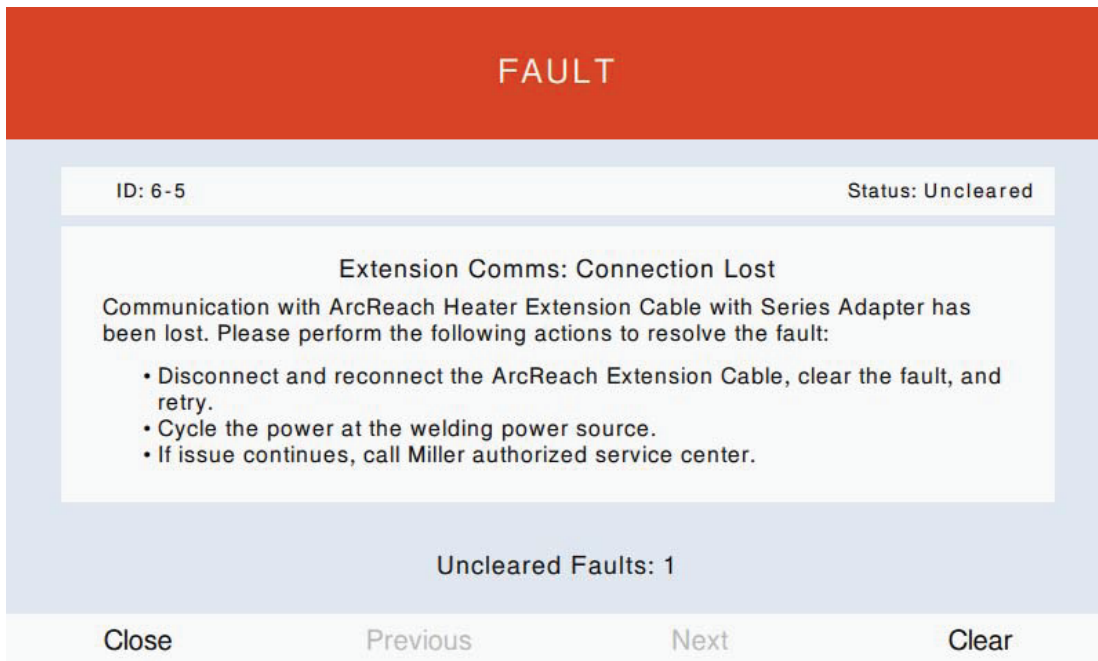 FAULT
ID: 6-5
Status: Uncleared
Extension Comms: Connection Lost
Communication with ArcReach Heater Extension Cable with Series Adapter has
been lost. Please perform the following actions to resolve the fault:
• Disconnect and reconnect the ArcReach Extension Cable, clear the fault, and
retry.
• Cycle the power at the welding power source.
• If issue continues, call Miller authorized service center.
Uncleared Faults: 1
Close
Previous
Next
Clear